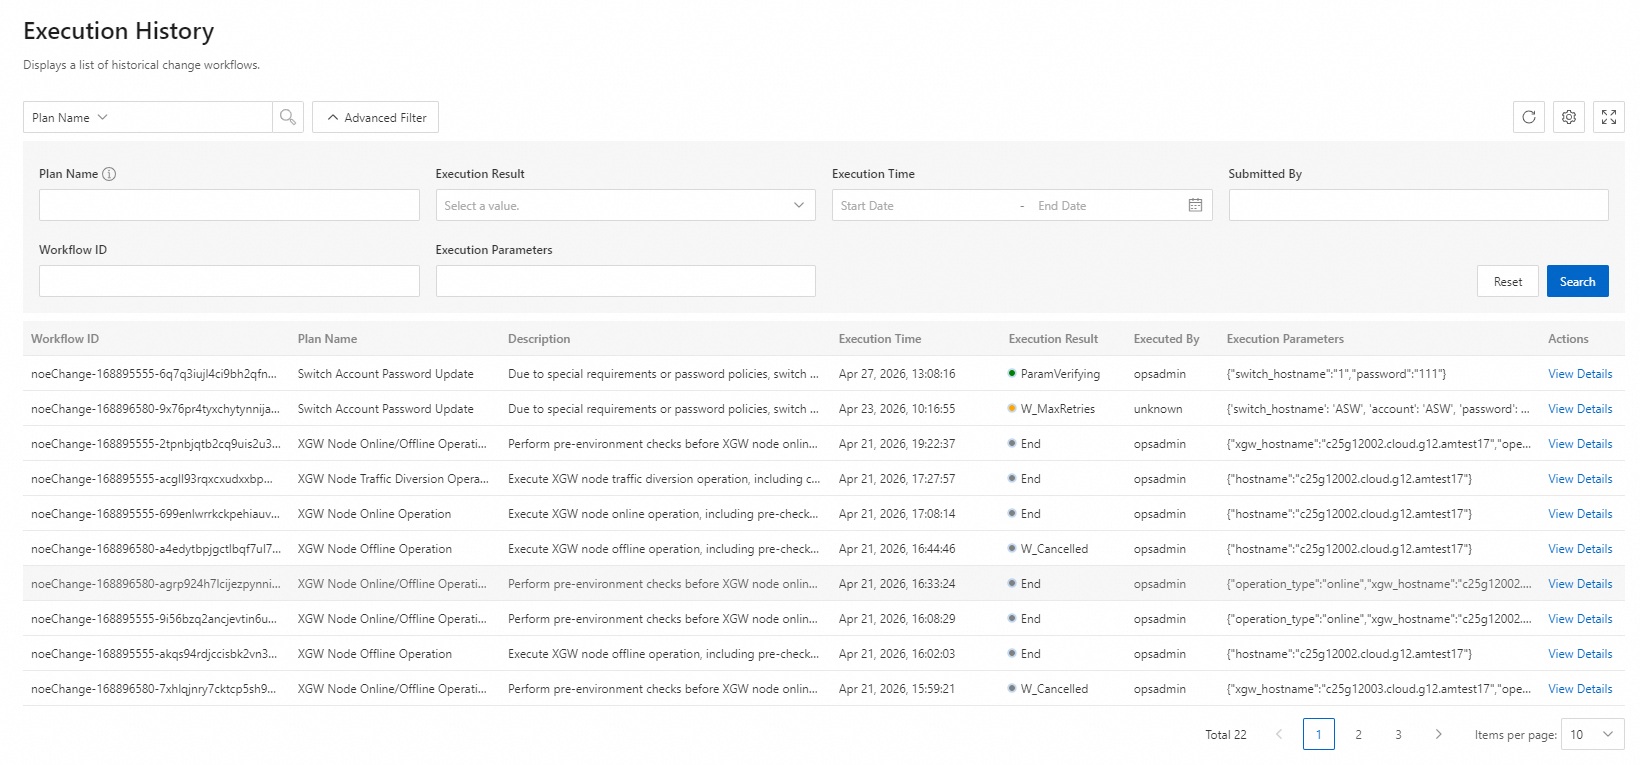 Execution History
Displays a list of historical change workflows.
Plan Name
Advanced Filter
Plan Name Execution Result Execution Time Submitted By
Select a value. Start Date - End Date
Workflow ID Execution Parameters
Reset Search
Workflow ID Plan Name Description Execution Time Execution Result Executed By Execution Parameters Actions
noeChange-168895555-6q7q3iujl4ci9bh2qfn... Switch Account Password Update Due to special requirements or password policies, switch ... Apr 27, 2026, 13:08:16 ParamVerifying opsadmin {"switch_hostname":"1","password":"111"} View Details
noeChange-168896580-9x76pr4tyxchytynnija... Switch Account Password Update Due to special requirements or password policies, switch ... Apr 23, 2026, 10:16:55 W_MaxRetries unknown {'switch_hostname': 'ASW', 'account': 'ASW', 'password': ... View Details
noeChange-168895555-2tpnbjqtb2cq9uis2u3... XGW Node Online/Offline Operati... Perform pre-environment checks before XGW node onlin... Apr 21, 2026, 19:22:37 End opsadmin {"xgw_hostname":"c25g12002.cloud.g12.amtest17","ope... View Details
noeChange-168895555-acgll93rqxcxudxxbp... XGW Node Traffic Diversion Opera... Execute XGW node traffic diversion operation, including c... Apr 21, 2026, 17:27:57 End opsadmin {"hostname":"c25g12002.cloud.g12.amtest17"} View Details
noeChange-168895555-699enlwrrkckpehiauv... XGW Node Online Operation Execute XGW node online operation, including pre-check... Apr 21, 2026, 17:08:14 End opsadmin {"hostname":"c25g12002.cloud.g12.amtest17"} View Details
noeChange-168896580-a4edytbpjgctlbqf7ul7... XGW Node Offline Operation Execute XGW node offline operation, including pre-check... Apr 21, 2026, 16:44:46 W_Cancelled opsadmin {"hostname":"c25g12002.cloud.g12.amtest17"} View Details
noeChange-168896580-agrp924h7lcijezpynni... XGW Node Online/Offline Operati... Perform pre-environment checks before XGW node onlin... Apr 21, 2026, 16:33:24 End opsadmin {"operation_type":"online","xgw_hostname":"c25g12002.... View Details
noeChange-168895555-9i56bzq2ancjevtin6u... XGW Node Online/Offline Operati... Perform pre-environment checks before XGW node onlin... Apr 21, 2026, 16:08:29 End opsadmin {"operation_type":"online","xgw_hostname":"c25g12002.... View Details
noeChange-168895555-akqs94rdjccisbk2vn3... XGW Node Offline Operation Execute XGW node offline operation, including pre-check... Apr 21, 2026, 16:02:03 End opsadmin {"hostname":"c25g12002.cloud.g12.amtest17"} View Details
noeChange-168896580-7xhlqjnry7cktcp5sh9... XGW Node Online/Offline Operati... Perform pre-environment checks before XGW node onlin... Apr 21, 2026, 15:59:21 W_Cancelled opsadmin {"xgw_hostname":"c25g12003.cloud.g12.amtest17","ope... View Details
Total 22 1 2 3 Items per page: 10